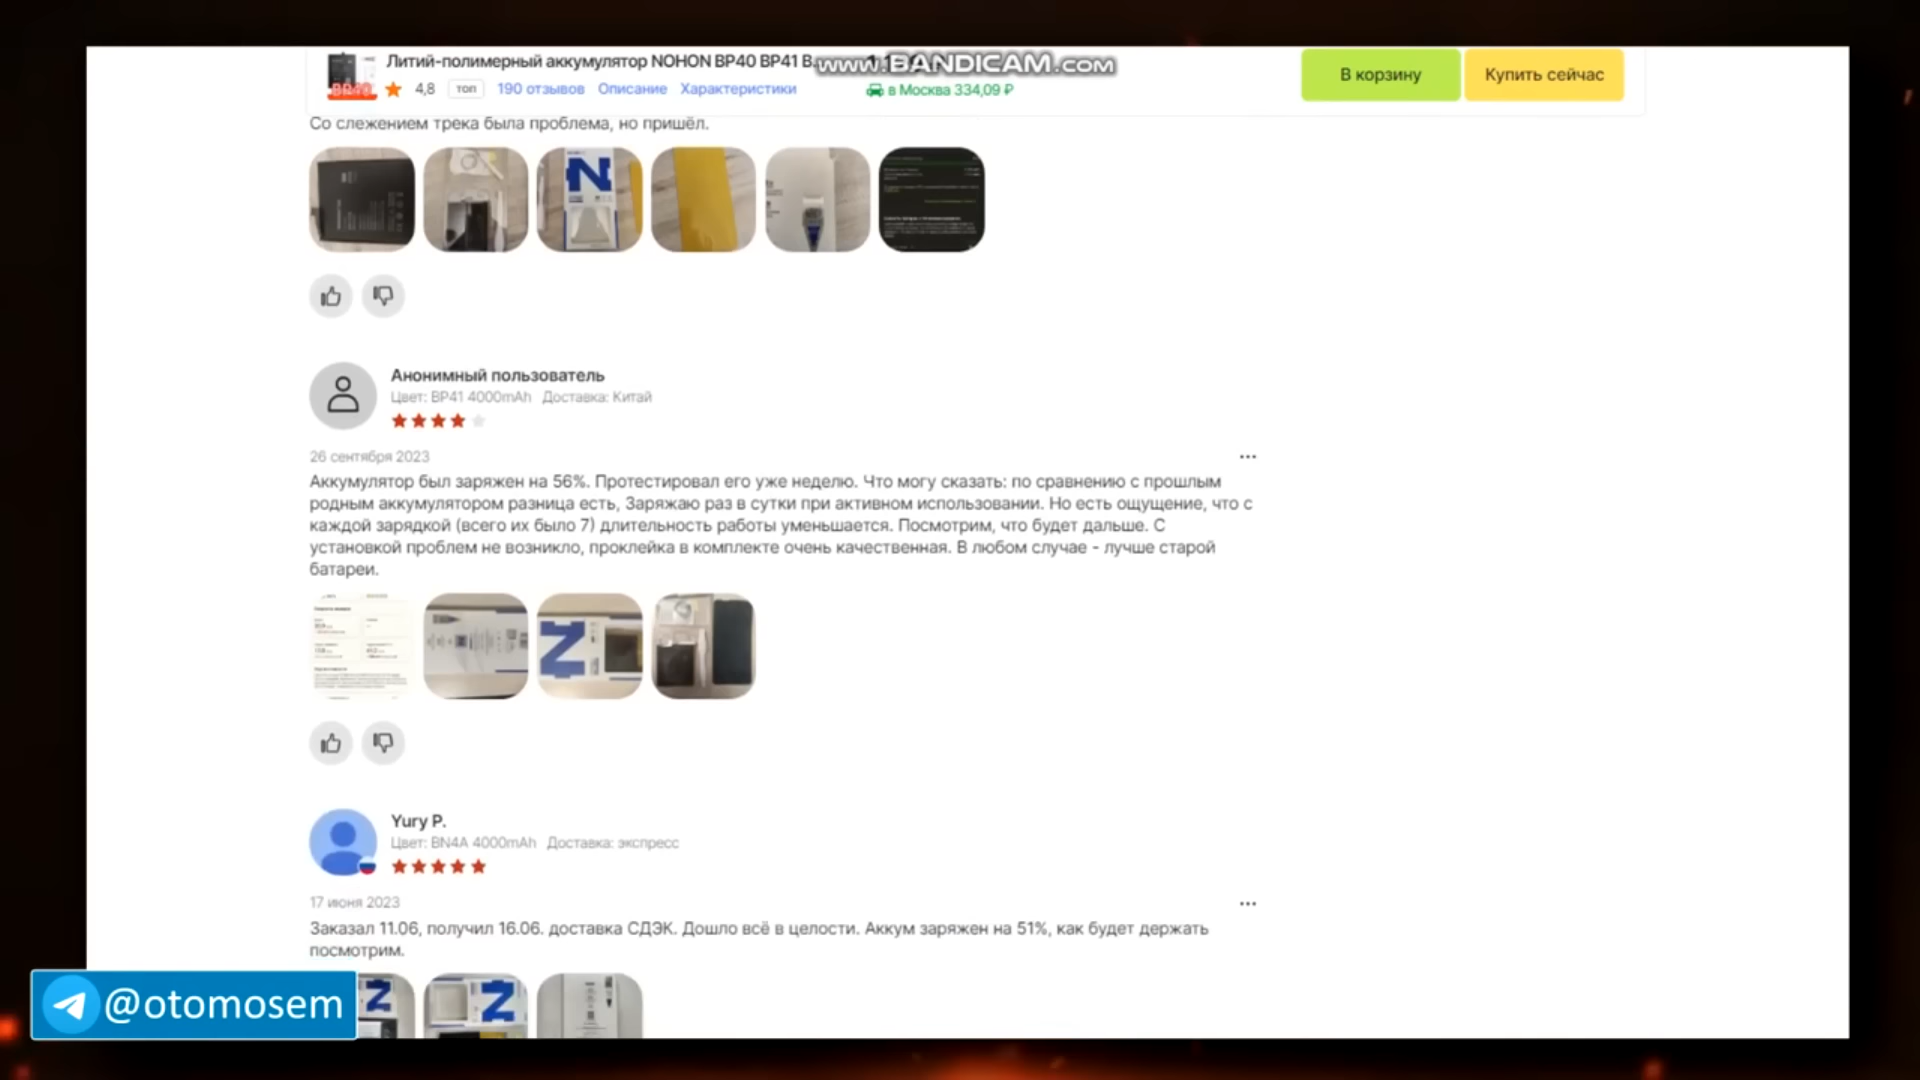 Литий-полимерный аккумулятор NOHON BP40 BP41 B...
www.BANDICAM.com
4,8 топ 190 отзывов Описание Характеристики
в Москва 334,09 ₽
В корзину
Купить сейчас
Со слежением трека была проблема, но пришёл.
Анонимный пользователь
Цвет: BP41 4000mAh Доставка: Китай
26 сентября 2023
Аккумулятор был заряжен на 56%. Протестировал его уже неделю. Что могу сказать: по сравнению с прошлым
родным аккумулятором разница есть, Заряжаю раз в сутки при активном использовании. Но есть ощущение, что с
каждой зарядкой (всего их было 7) длительность работы уменьшается. Посмотрим, что будет дальше. С
установкой проблем не возникло, проклейка в комплекте очень качественная. В любом случае - лучше старой
батареи.
Yury P.
Цвет: BN4A 4000mAh Доставка: экспресс
17 июня 2023
Заказал 11.06, получил 16.06. доставка СДЭК. Дошло всё в целости. Аккум заряжен на 51%, как будет держать
посмотрим.
@otomosem